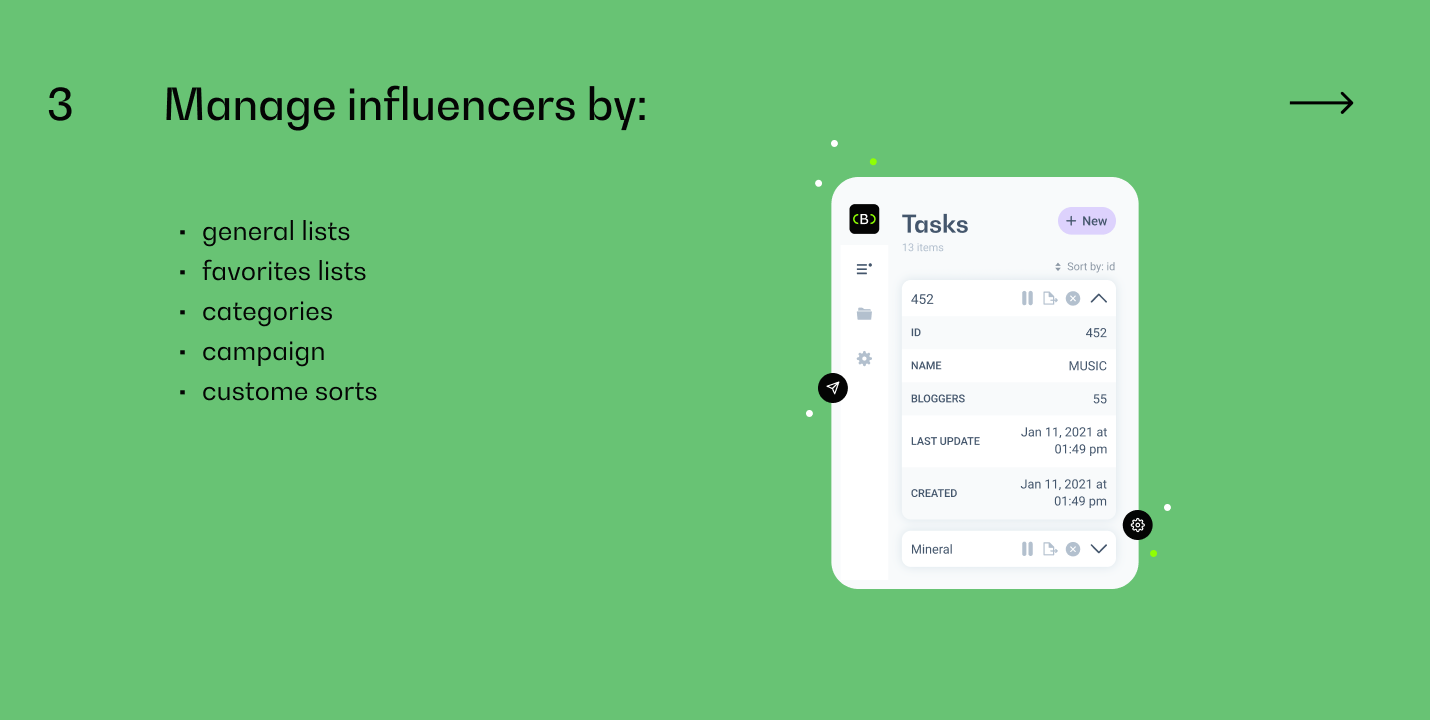 3
Manage influencers by:
general lists
favorites lists
categories
campaign
custome sorts
(B)
Tasks
+ New
13 items
Sort by: id
452
ID 452
NAME MUSIC
BLOGGERS 55
LAST UPDATE Jan 11, 2021 at
01:49 pm
CREATED Jan 11, 2021 at
01:49 pm
Mineral